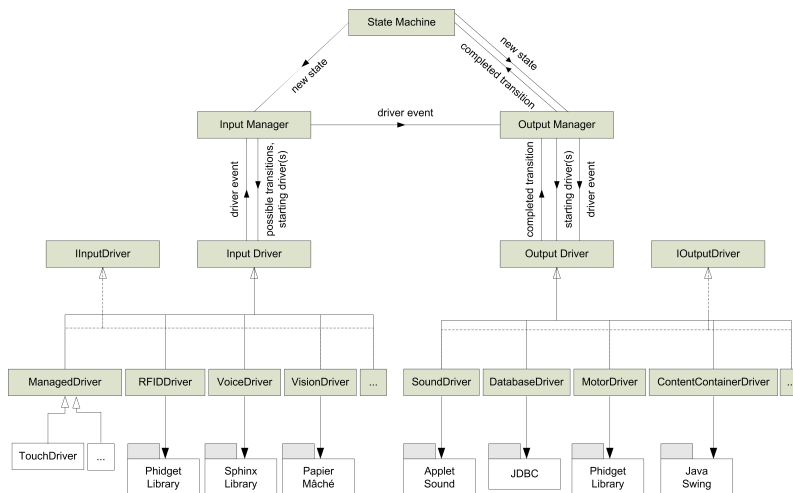 State Machine
new state
new state
completed transition
Input Manager
driver event
Output Manager
driver event
possible transitions,
starting driver(s)
completed transition
starting driver(s)
driver event
IInputDriver
Input Driver
Output Driver
IOutputDriver
ManagedDriver
RFIDDriver
VoiceDriver
VisionDriver
...
SoundDriver
DatabaseDriver
MotorDriver
ContentContainerDriver
...
TouchDriver
...
Phidget
Library
Sphinx
Library
Papier
Mâché
Applet
Sound
JDBC
Phidget
Library
Java
Swing